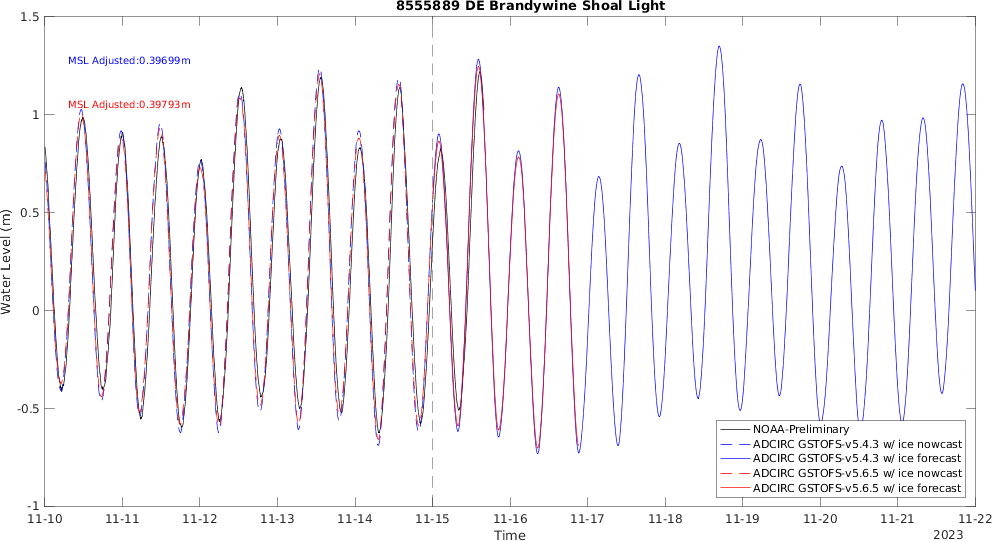 8555889 DE Brandywine Shoal Light
1.5
MSL Adjusted:0.39699m
1
MSL Adjusted:0.39793m
0.5
Water Level (m)
0
-0.5
-1
NOAA-Preliminary
ADCIRC GSTOFS-v5.4.3 w/ ice nowcast
ADCIRC GSTOFS-v5.4.3 w/ ice forecast
ADCIRC GSTOFS-v5.6.5 w/ ice nowcast
ADCIRC GSTOFS-v5.6.5 w/ ice forecast
11-10 11-11 11-12 11-13 11-14 11-15 11-16 11-17 11-18 11-19 11-20 11-21 11-22
Time
2023